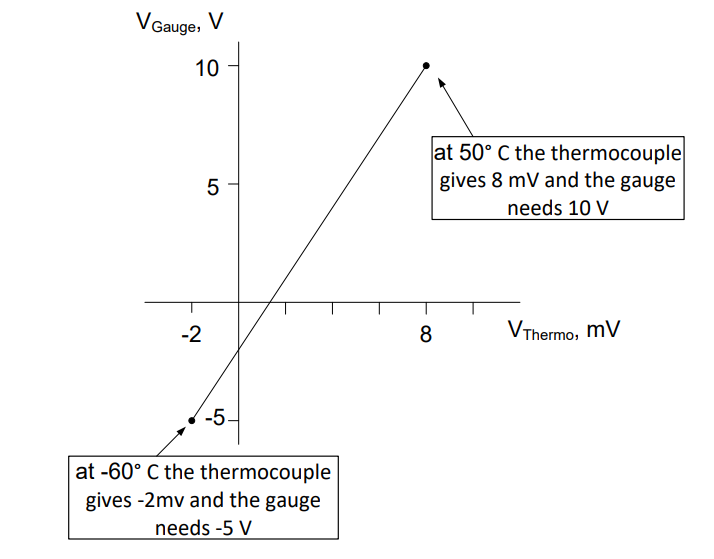 VGauge, V
10
at 50° C the thermocouple
gives 8 mV and the gauge
needs 10 V
5
-2
8
VThermo, mV
-5
at -60° C the thermocouple
gives -2mv and the gauge
needs -5 V